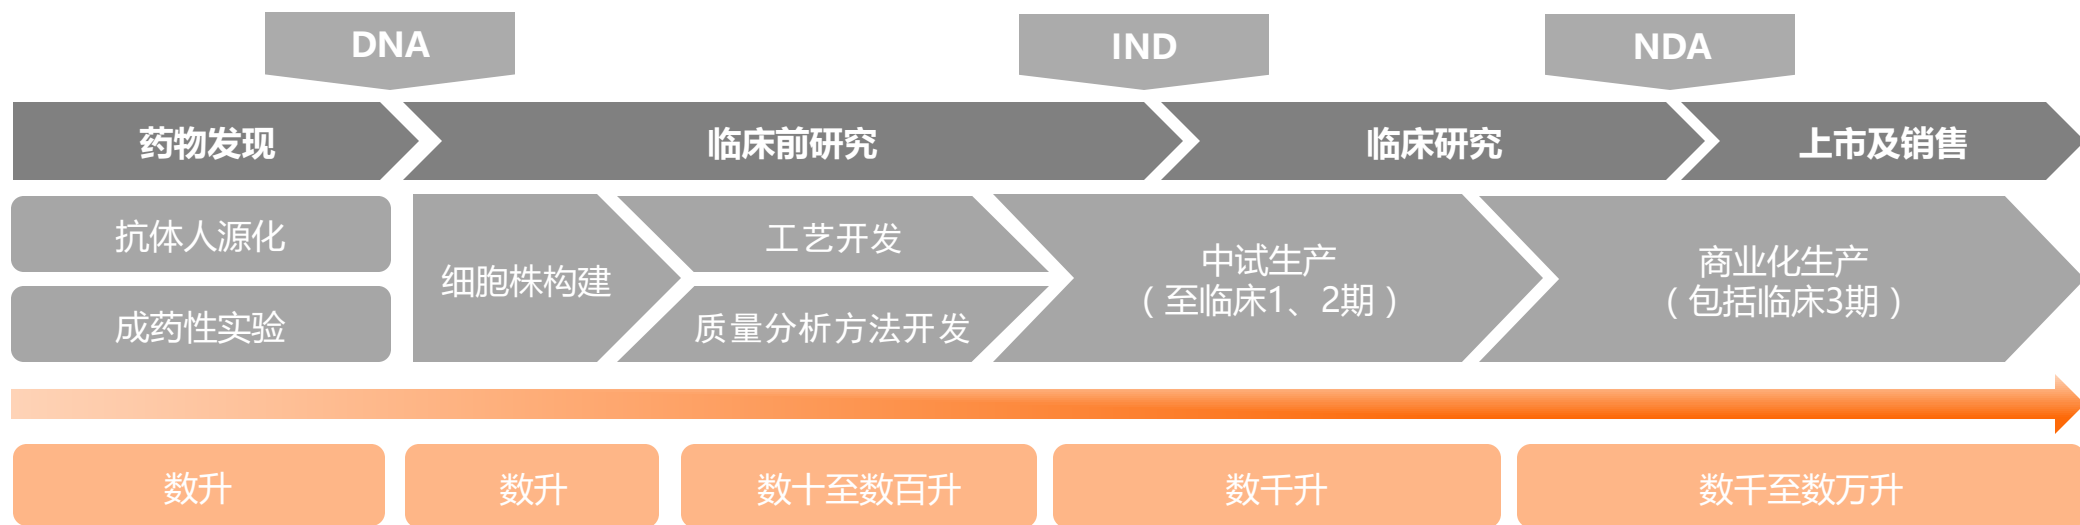 DNA
IND
NDA
药物发现
临床前研究
临床研究
上市及销售
抗体人源化
成药性实验
细胞株构建
工艺开发
质量分析方法开发
中试生产
（至临床1、2期）
商业化生产
（包括临床3期）
数升
数升
数十至数百升
数千升
数千至数万升